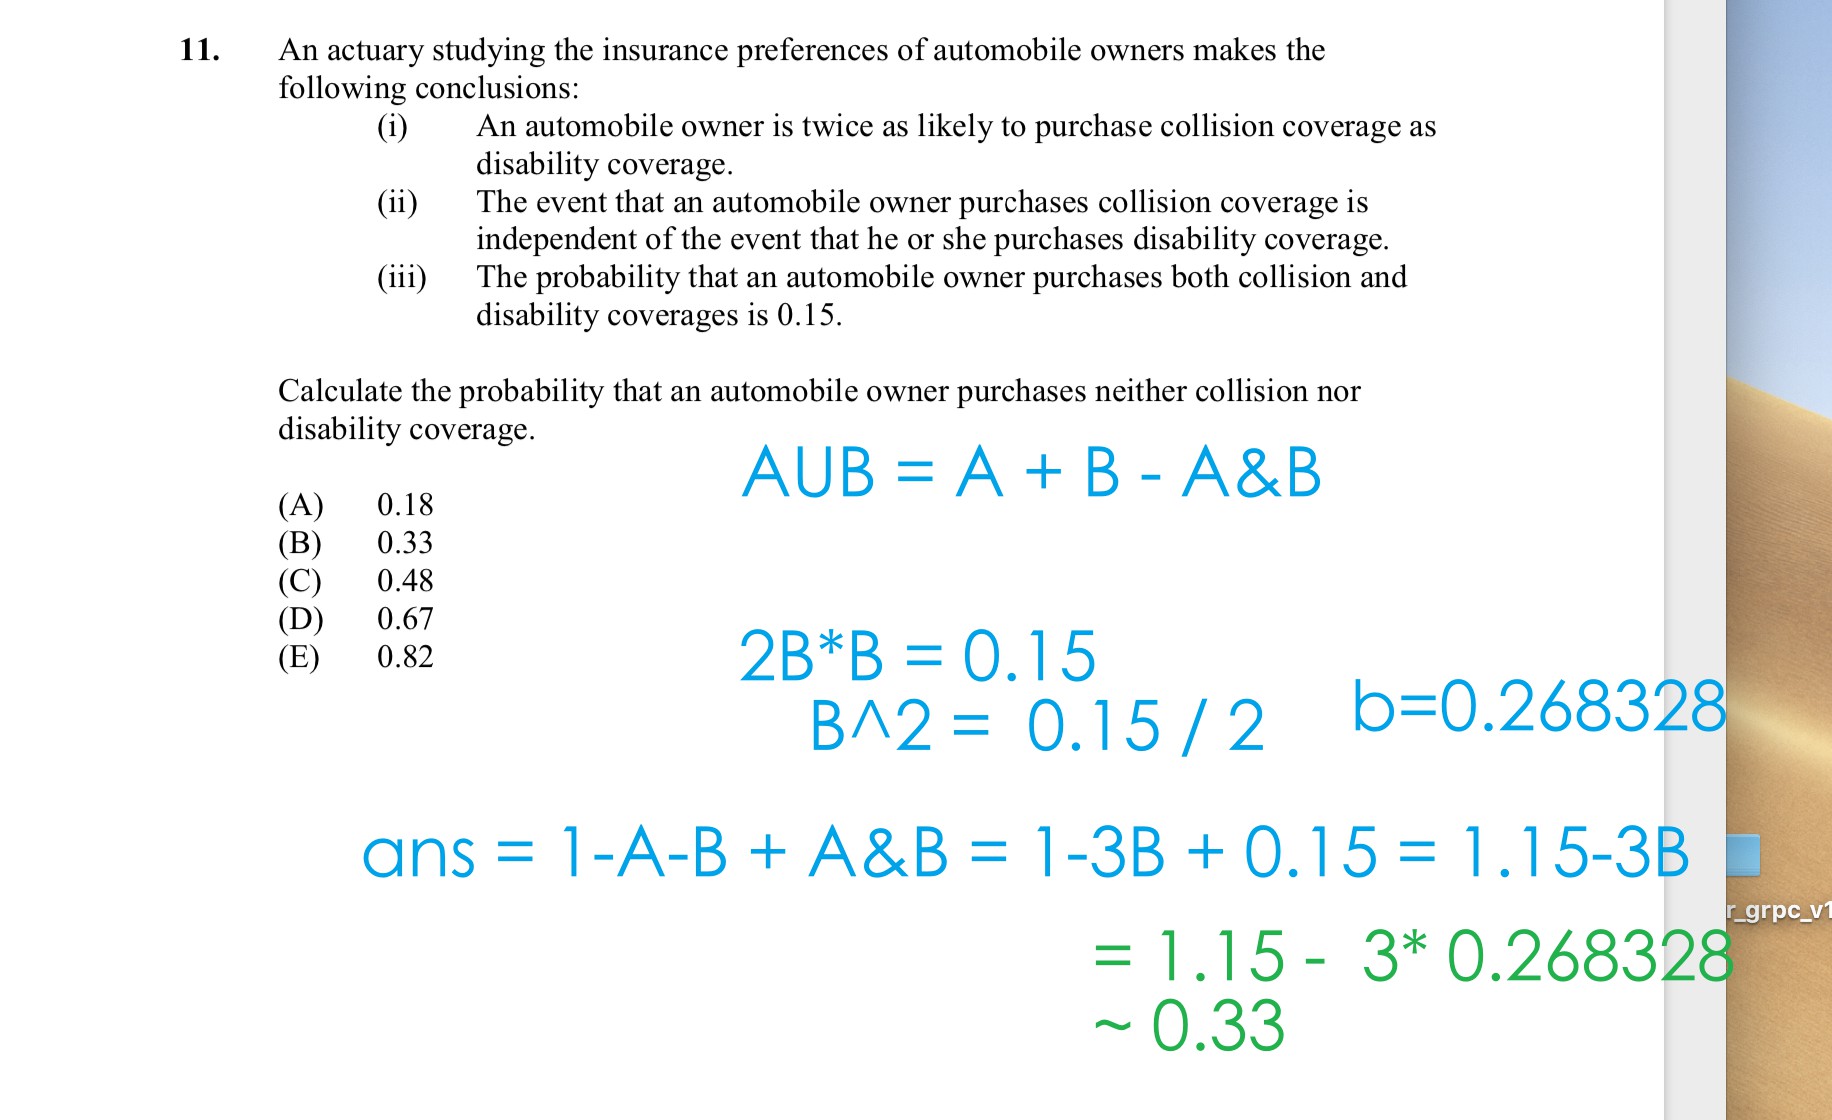 11. An actuary studying the insurance preferences of automobile owners makes the
following conclusions:
(i) An automobile owner is twice as likely to purchase collision coverage as
disability coverage.
(ii) The event that an automobile owner purchases collision coverage is
independent of the event that he or she purchases disability coverage.
(iii) The probability that an automobile owner purchases both collision and
disability coverages is 0.15.
Calculate the probability that an automobile owner purchases neither collision nor
disability coverage.
AUB = A + B - A&B
(A) 0.18
(B) 0.33
(C) 0.48
(D) 0.67
(E) 0.82
2B*B = 0.15
B^2 = 0.15 / 2
b=0.268328
ans = 1-A-B + A&B = 1-3B + 0.15 = 1.15-3B
r_grpc_v1
= 1.15 - 3* 0.268328
~ 0.33